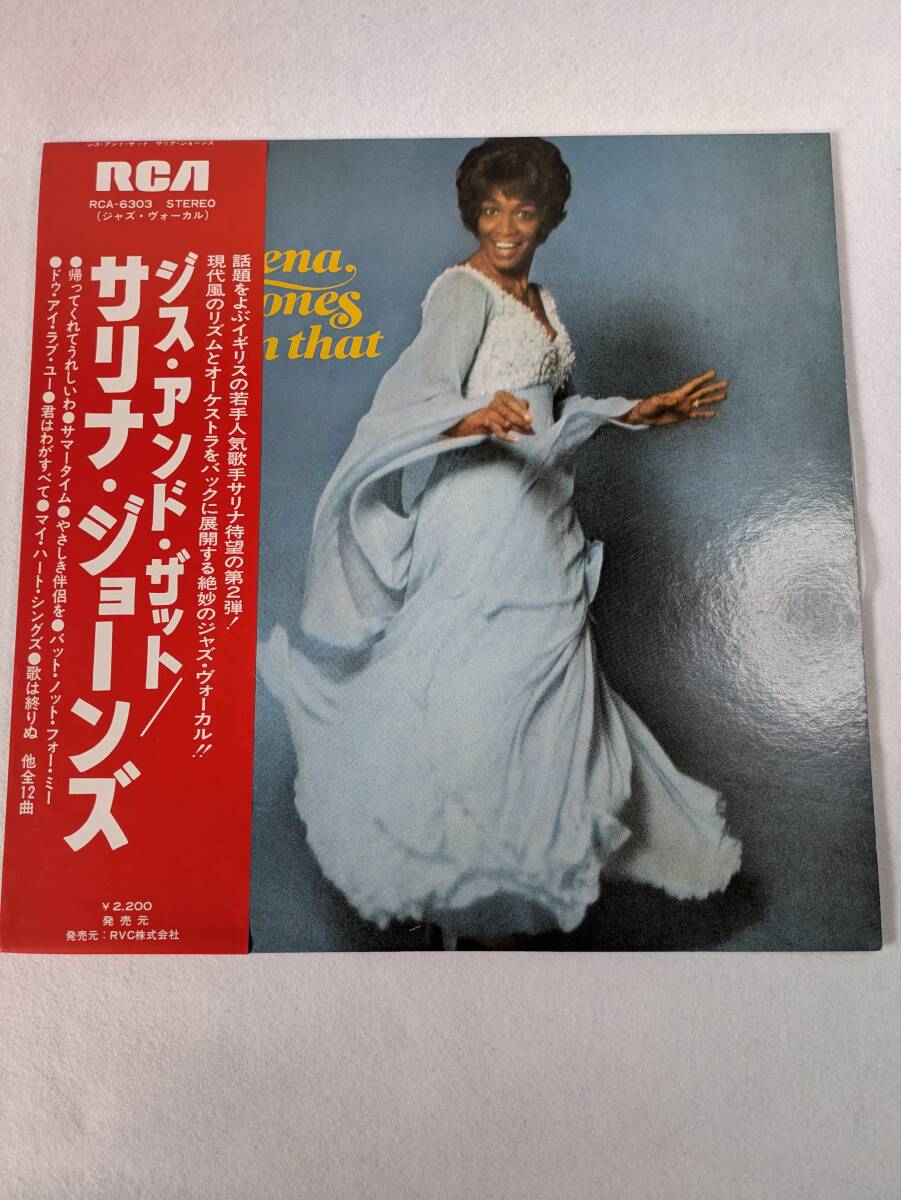 ジス・アンド・ザット サリナ・ジョーンズ
RCA
RCA-6303 STEREO
(ジャズ・ヴォーカル)
話題をよぶイギリスの若手人気歌手サリナ待望の第2弾!
現代風のリズムとオーケストラをバックに展開する絶妙のジャズ・ヴォーカル!!
ジス・アンド・ザット/
サリナ・ジョーンズ
●帰ってくれてうれしいわ●サマータイム●やさしき伴侶を●バット・ノット・フォー・ミー
●ドゥ・アイ・ラブ・ユー●君はわがすべて●マイ・ハート・シングズ●歌は終りぬ 他全12曲
¥2,200
発売元
発売元:RVC株式会社
ena,
ones
n that